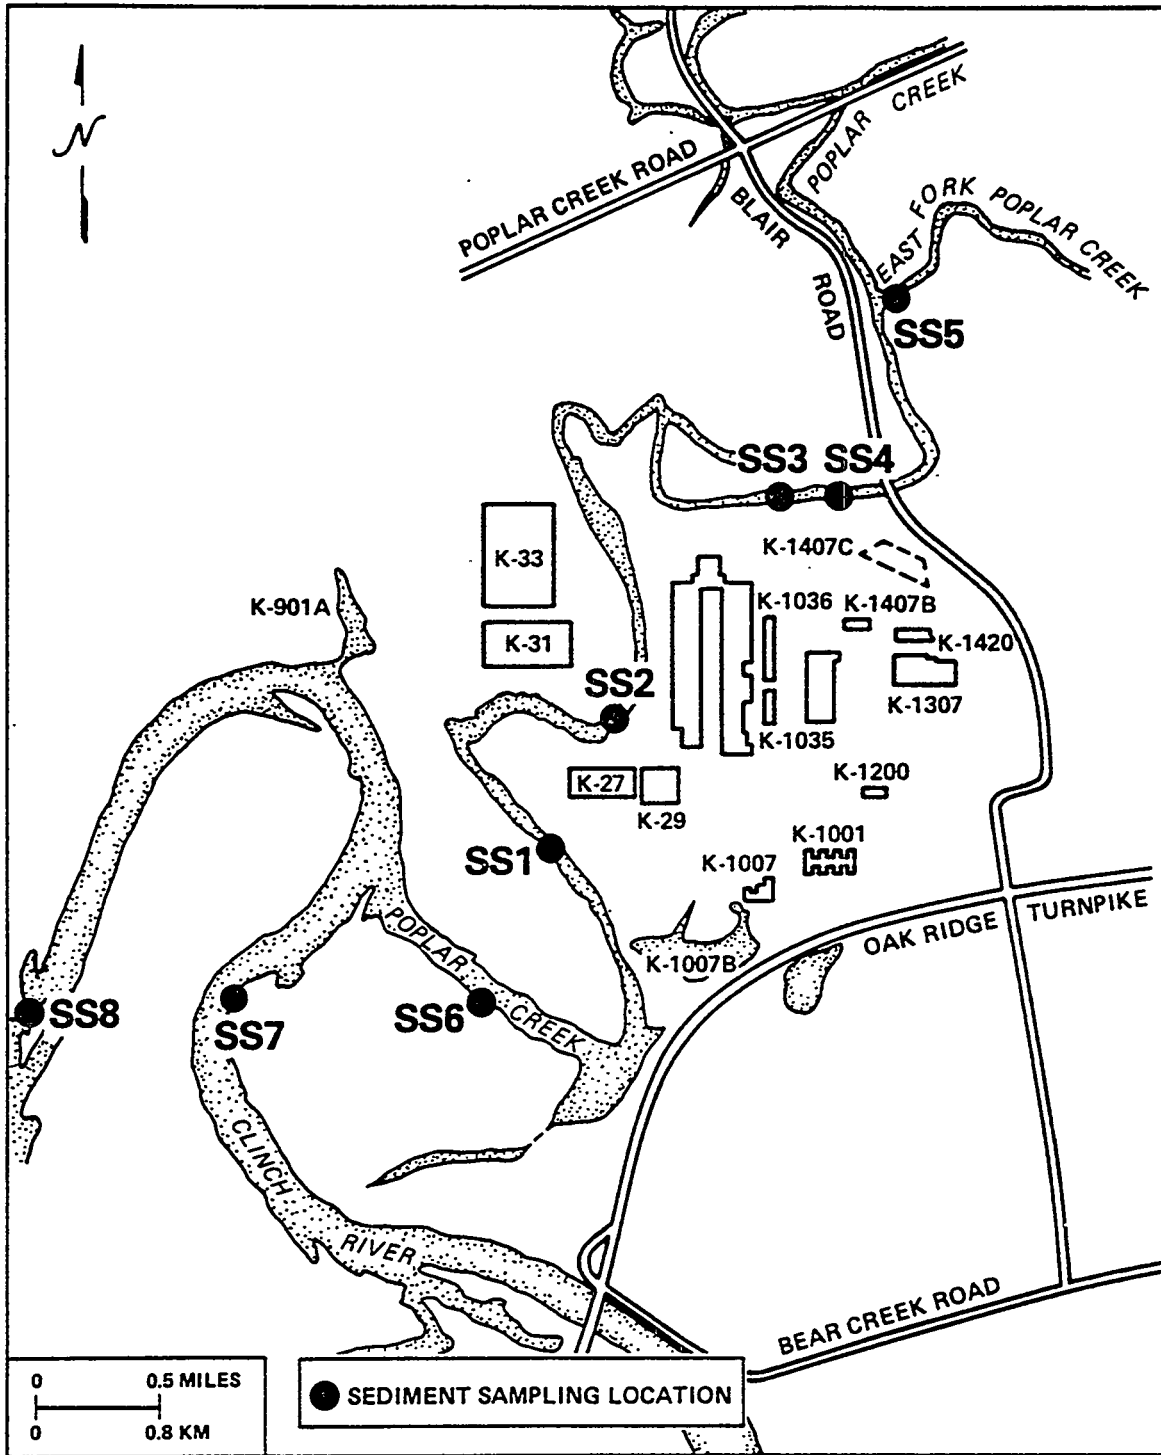 N
POPLAR CREEK ROAD
POPLAR CREEK
BLAIR ROAD
EAST FORK POPLAR CREEK
SS5
SS3
SS4
K-1407C
K-33
K-1036
K-1407B
K-901A
K-31
K-1420
SS2
K-1307
K-1035
K-27
K-29
K-1200
SS1
K-1001
K-1007
POPLAR CREEK
K-1007B
OAK RIDGE TURNPIKE
SS8
SS7
SS6
CLINCH RIVER
BEAR CREEK ROAD
0 0.5 MILES
0 0.8 KM
SEDIMENT SAMPLING LOCATION